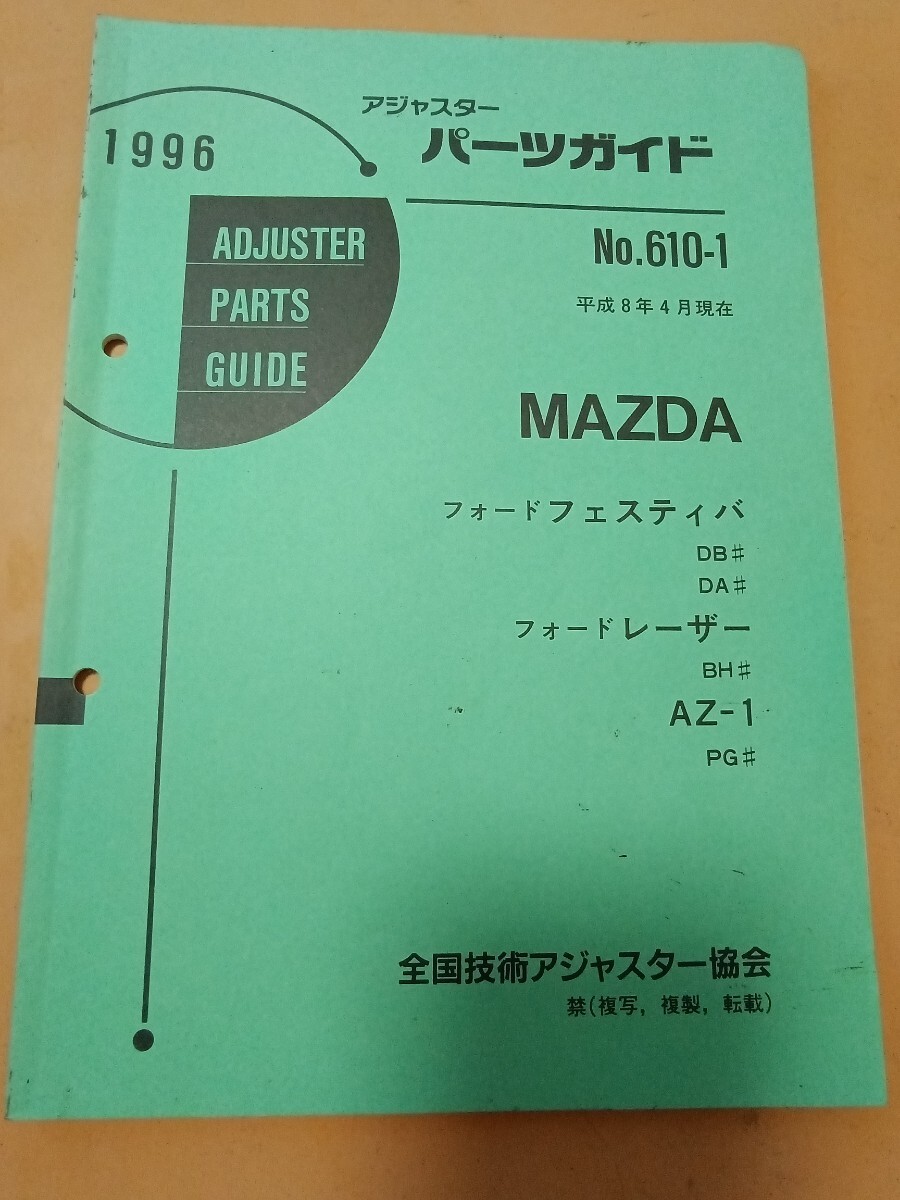 1996
アジャスター
パーツガイド
ADJUSTER
PARTS
GUIDE
No.610-1
平成8年4月現在
MAZDA
フォードフェスティバ
DB♯
DA♯
フォードレーザー
BH♯
AZ-1
PG♯
全国技術アジャスター協会
禁(複写,複製,転載)